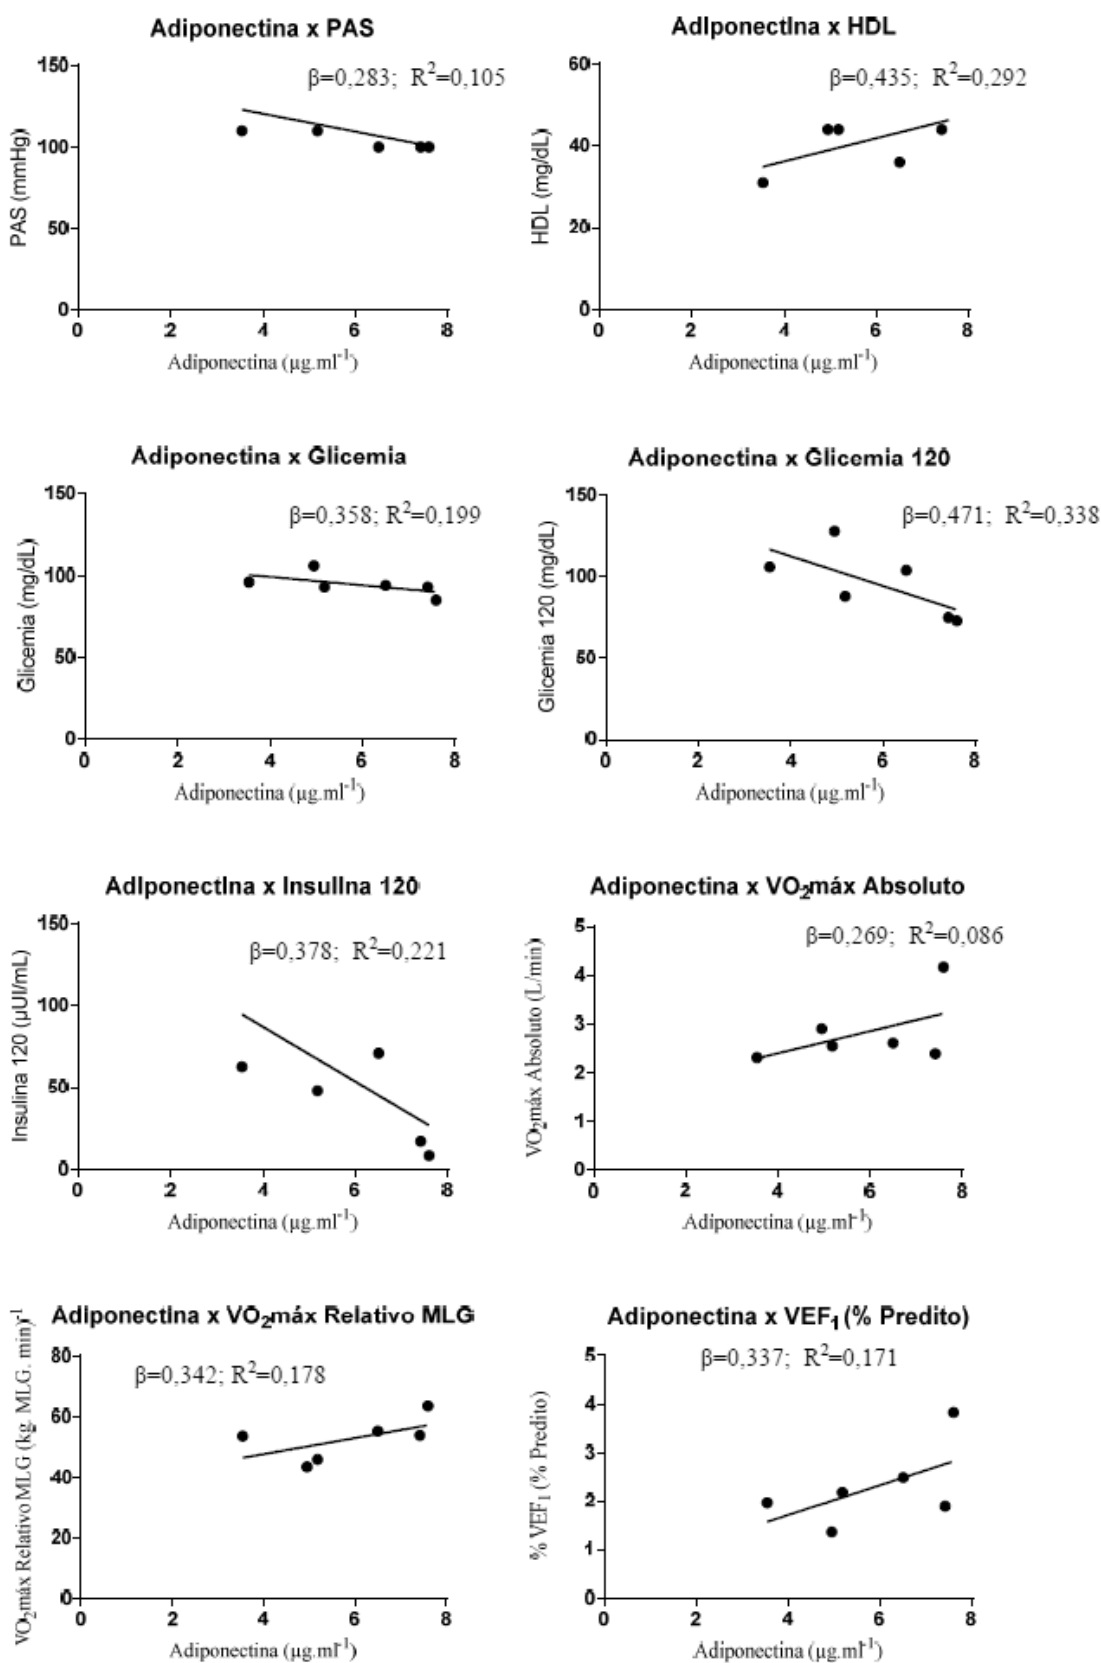 Adiponectina x PAS
β=0,283; R²=0,105
PAS (mmHg)
150
100
50
0
0 2 4 6 8
Adiponectina (µg.ml⁻¹)
Adiponectina x HDL
β=0,435; R²=0,292
HDL (mg/dL)
60
40
20
0
0 2 4 6 8
Adiponectina (µg.ml⁻¹)
Adiponectina x Glicemia
β=0,358; R²=0,199
Glicemia (mg/dL)
150
100
50
0
0 2 4 6 8
Adiponectina (µg.ml⁻¹)
Adiponectina x Glicemia 120
β=0,471; R²=0,338
Glicemia 120 (mg/dL)
150
100
50
0
0 2 4 6 8
Adiponectina (µg.ml⁻¹)
Adiponectina x Insulina 120
β=0,378; R²=0,221
Insulina 120 (µUI/mL)
150
100
50
0
0 2 4 6 8
Adiponectina (µg.ml⁻¹)
Adiponectina x VO₂máx Absoluto
β=0,269; R²=0,086
VO₂máx Absoluto (L/min)
5
4
3
2
1
0
0 2 4 6 8
Adiponectina (µg.ml⁻¹)
Adiponectina x VO₂máx Relativo MLG
β=0,342; R²=0,178
VO₂máx Relativo MLG (kg. MLG. min)⁻¹
80
60
40
20
0
0 2 4 6 8
Adiponectina (µg.ml⁻¹)
Adiponectina x VEF₁ (% Predito)
β=0,337; R²=0,171
% VEF₁ (% Predito)
5
4
3
2
1
0
0 2 4 6 8
Adiponectina (µg.ml⁻¹)